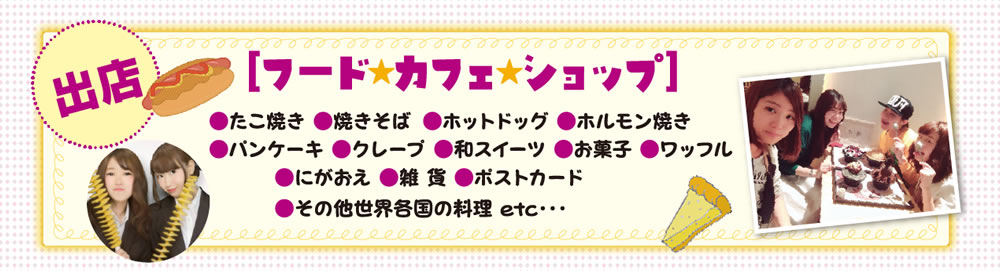 出店
[フード★カフェ★ショップ]
●たこ焼き ●焼きそば ●ホットドッグ ●ホルモン焼き
●パンケーキ ●クレープ ●和スイーツ ●お菓子 ●ワッフル
●にがおえ ●雑 貨 ●ポストカード
●その他世界各国の料理 etc･･･